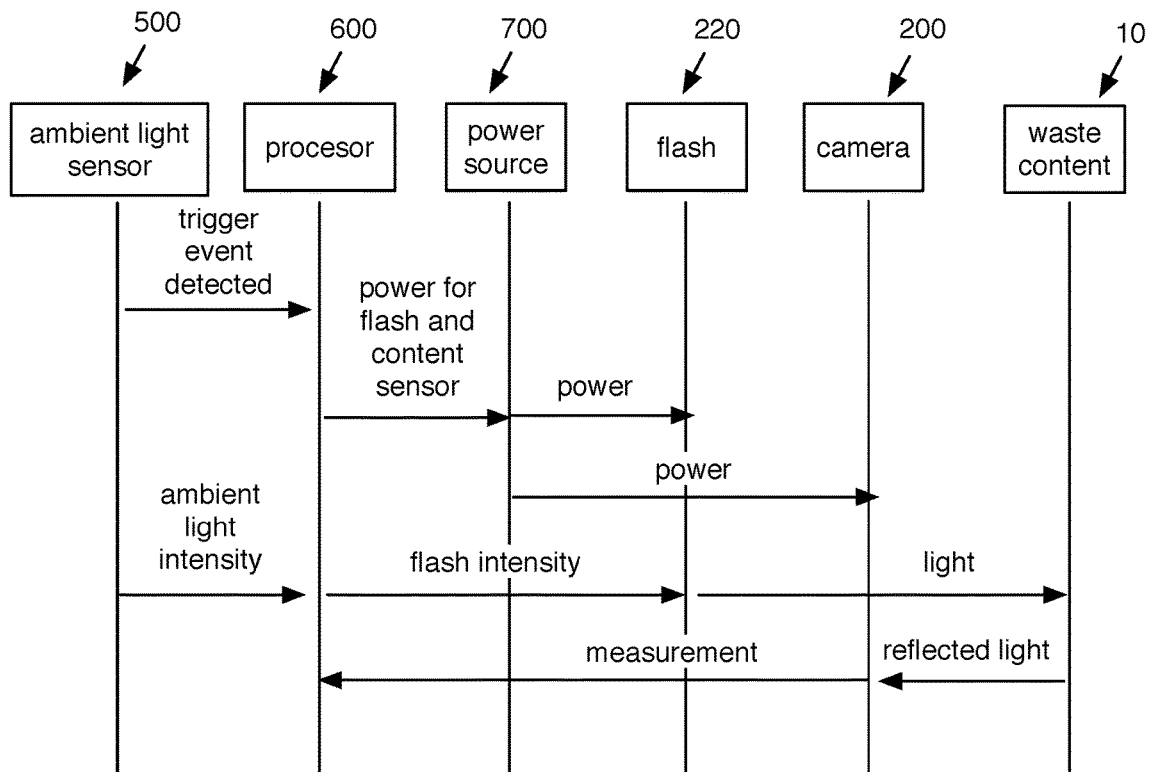 500
600
700
220
200
10
ambient light
sensor
procesor
power
source
flash
camera
waste
content
trigger
event
detected
power for
flash and
content
sensor
power
power
ambient
light
intensity
flash intensity
light
measurement
reflected light